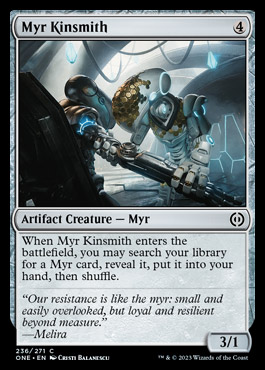 Myr Kinsmith 4
Artifact Creature — Myr
When Myr Kinsmith enters the
battlefield, you may search your library
for a Myr card, reveal it, put it into your
hand, then shuffle.
“Our resistance is like the myr: small and
easily overlooked, but loyal and resilient
beyond measure.”
—Melira
3/1
236/271 C
ONE • EN CRISTI BALANESCU
™ & © 2023 Wizards of the Coast